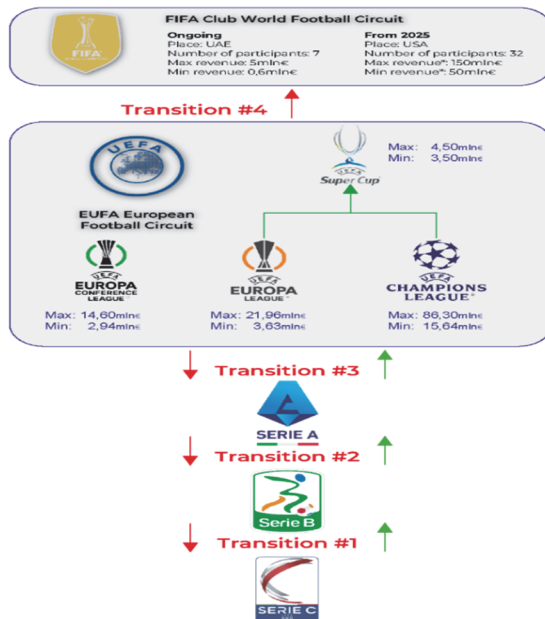 FIFA Club World Football Circuit
FIFA
Ongoing
Place: UAE
Number of participants: 7
Max revenue: 5mln€
Min revenue: 0,6mln€
From 2025
Place: USA
Number of participants: 32
Max revenue*: 150mln€
Min revenue*: 50mln€
Transition #4
UEFA
UEFA
Super Cup
Max: 4,50mln€
Min: 3,50mln€
EUFA European
Football Circuit
UEFA
EUROPA
CONFERENCE
LEAGUE
Max: 14,60mln€
Min: 2,94mln€
UEFA
EUROPA
LEAGUE
Max: 21,96mln€
Min: 3,63mln€
UEFA
CHAMPIONS
LEAGUE
Max: 86,30mln€
Min: 15,64mln€
Transition #3
SERIE A
Transition #2
Serie B
Transition #1
SERIE C